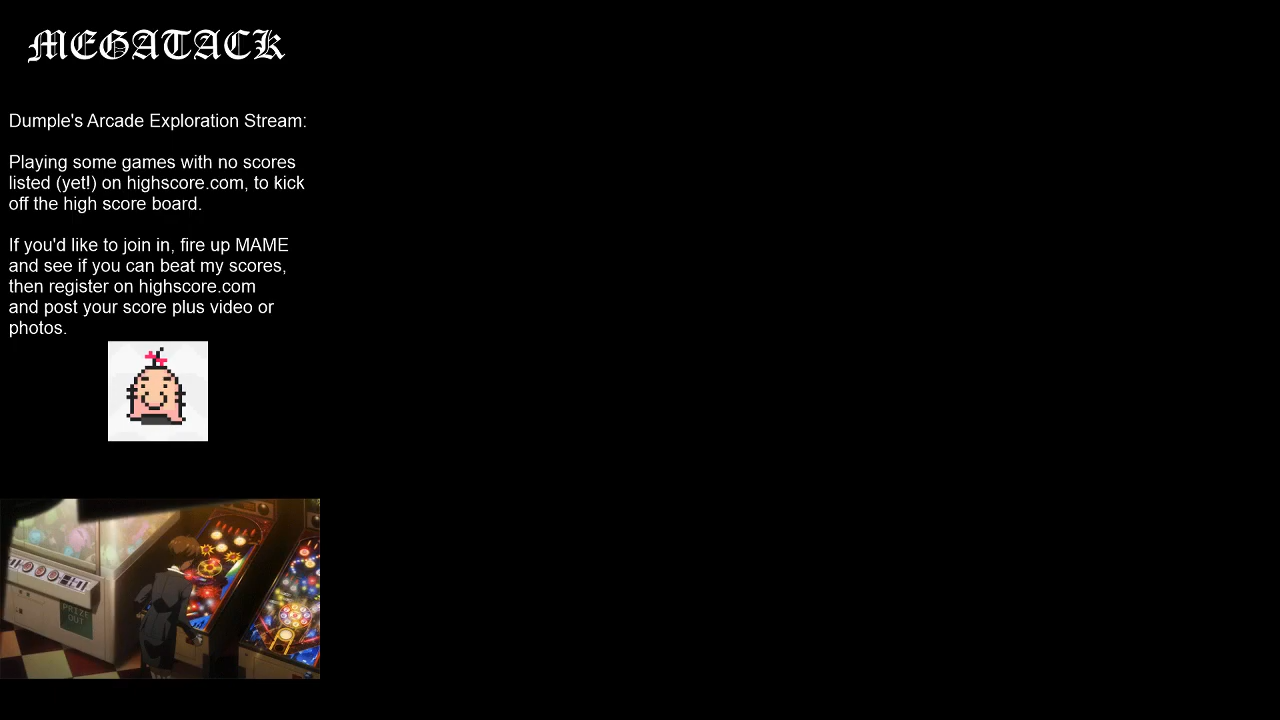 MEGATACK
Dumple's Arcade Exploration Stream:
Playing some games with no scores
listed (yet!) on highscore.com, to kick
off the high score board.
If you'd like to join in, fire up MAME
and see if you can beat my scores,
then register on highscore.com
and post your score plus video or
photos.
PRIZE
OUT